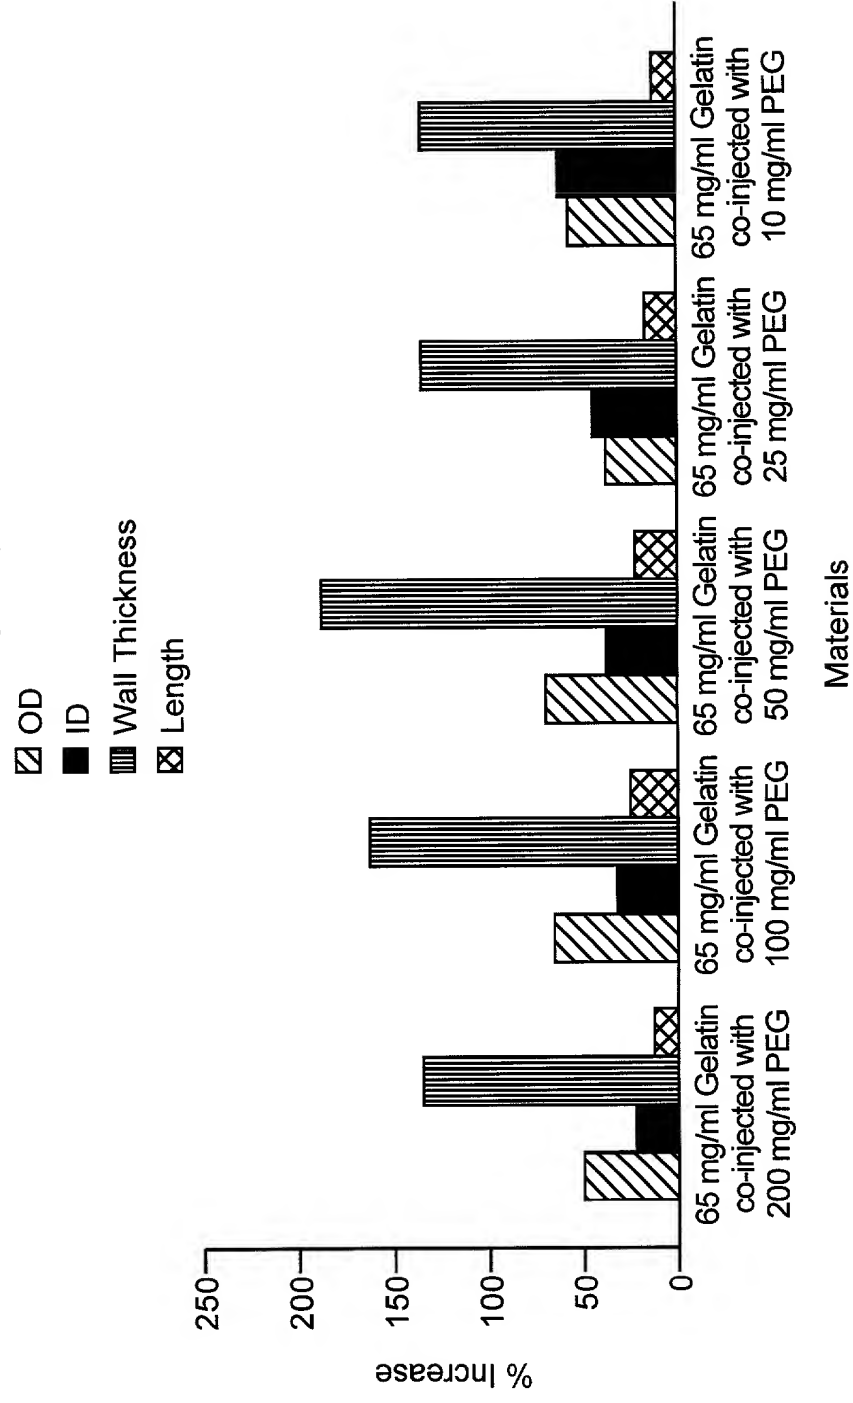 OD
ID
Wall Thickness
Length
% Increase
250
200
150
100
50
0
65 mg/ml Gelatin
co-injected with
200 mg/ml PEG
65 mg/ml Gelatin
co-injected with
100 mg/ml PEG
65 mg/ml Gelatin
co-injected with
50 mg/ml PEG
65 mg/ml Gelatin
co-injected with
25 mg/ml PEG
65 mg/ml Gelatin
co-injected with
10 mg/ml PEG
Materials